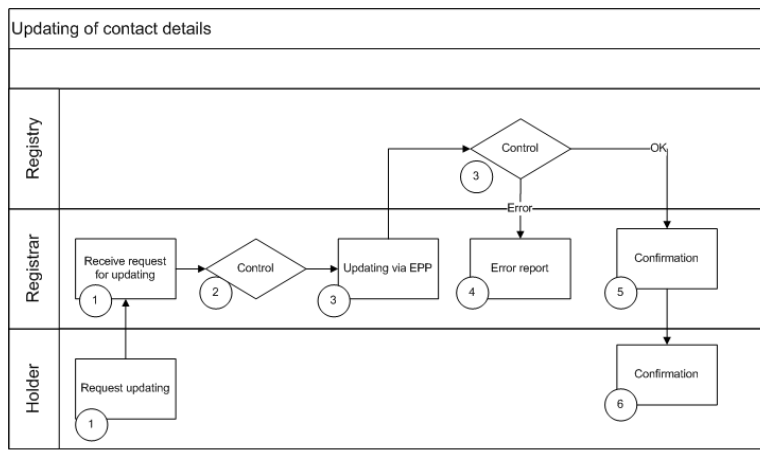 Updating of contact details
Registry
Control
3
OK
Error
Registrar
Receive request
for updating
1
Control
2
Updating via EPP
3
Error report
4
Confirmation
5
Holder
Request updating
1
Confirmation
6